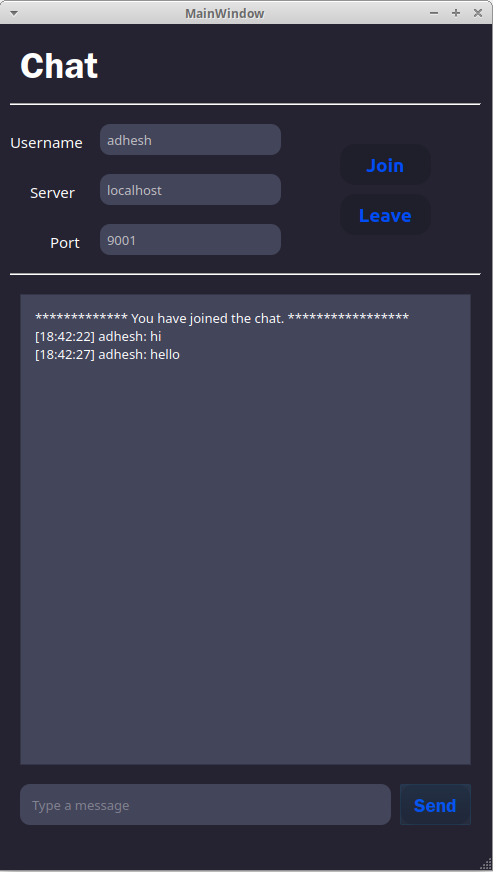 MainWindow
Chat
Username
adhesh
Server
localhost
Port
9001
Join
Leave
************* You have joined the chat. *****************
[18:42:22] adhesh: hi
[18:42:27] adhesh: hello
Type a message
Send